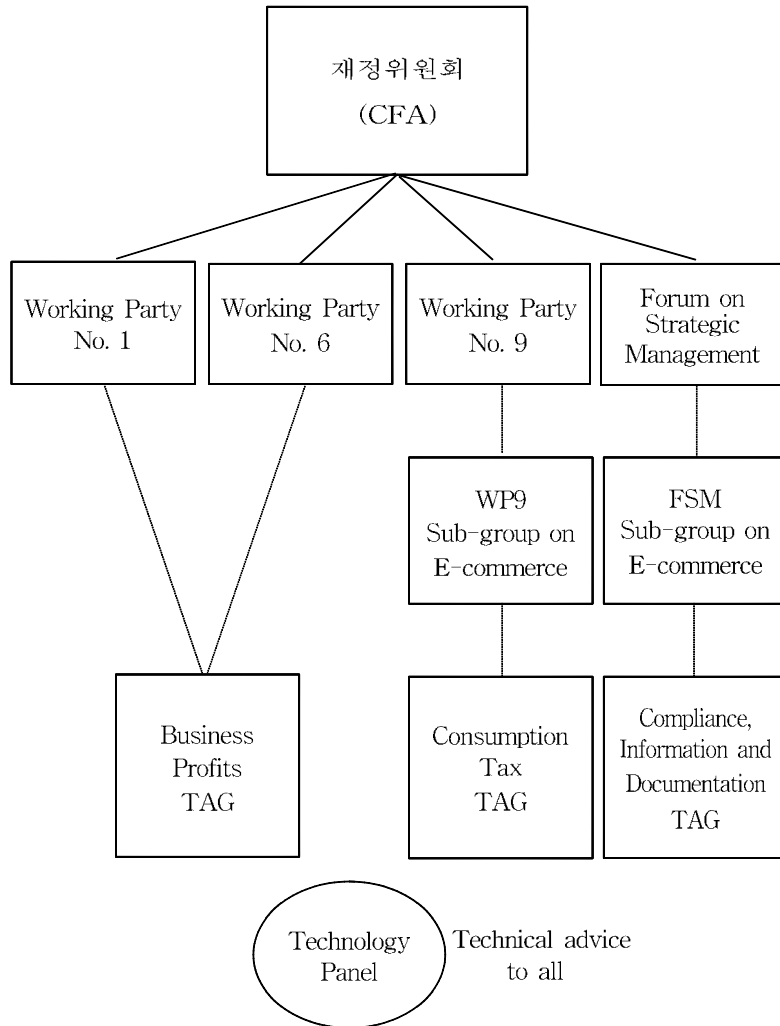 재정위원회
(CFA)
Working Party
No. 1
Working Party
No. 6
Working Party
No. 9
Forum on
Strategic
Management
WP9
Sub-group on
E-commerce
FSM
Sub-group on
E-commerce
Business
Profits
TAG
Consumption
Tax
TAG
Compliance,
Information and
Documentation
TAG
Technology
Panel
Technical advice
to all